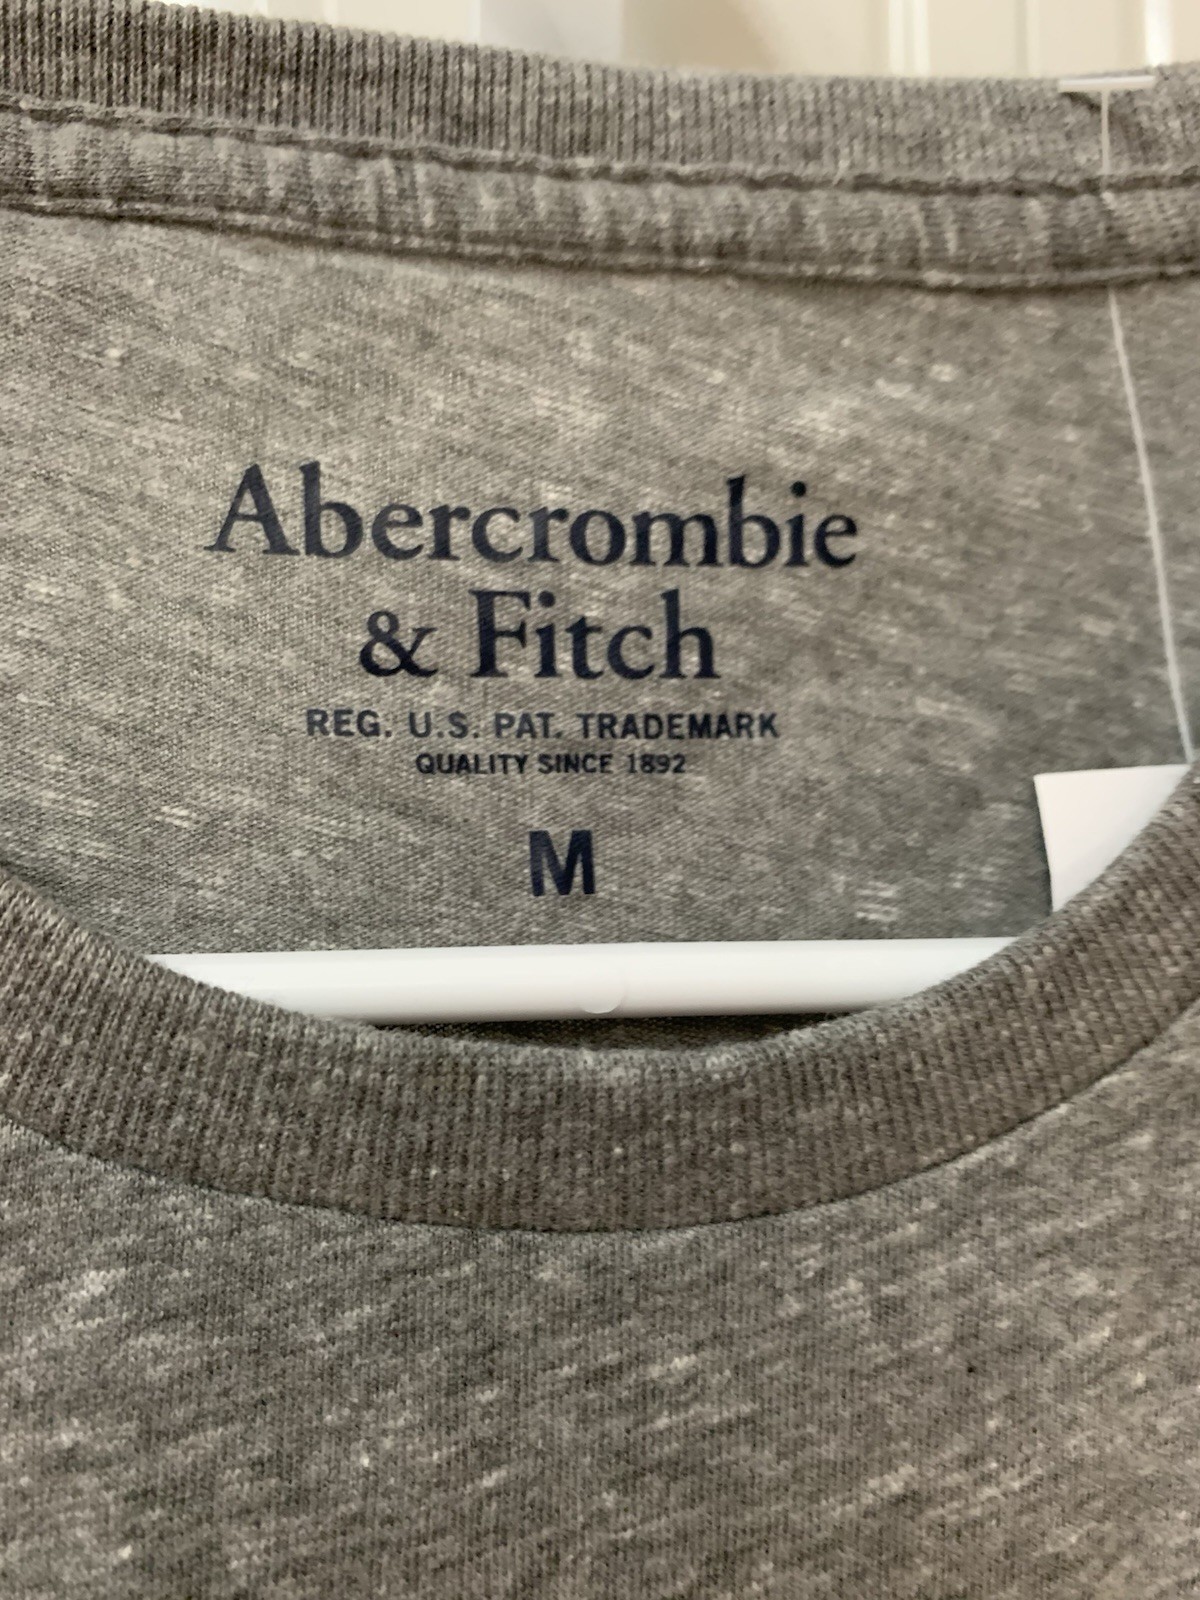 Abercrombie
& Fitch
REG. U.S. PAT. TRADEMARK
QUALITY SINCE 1892
M